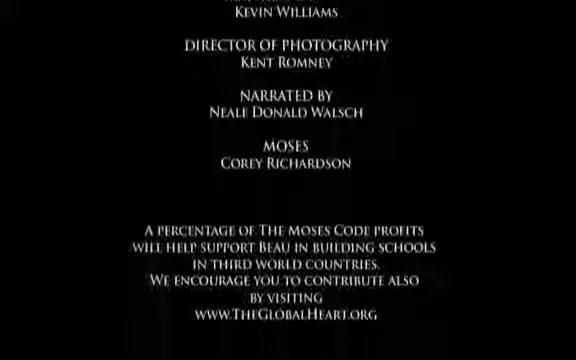 Kevin Williams
Director of Photography
Kent Romney
Narrated by
Neale Donald Walsch
Moses
Corey Richardson
A percentage of The Moses Code profits
will help support Beau in building schools
in third world countries.
We encourage you to contribute also
by visiting
www.TheGlobalHeart.org